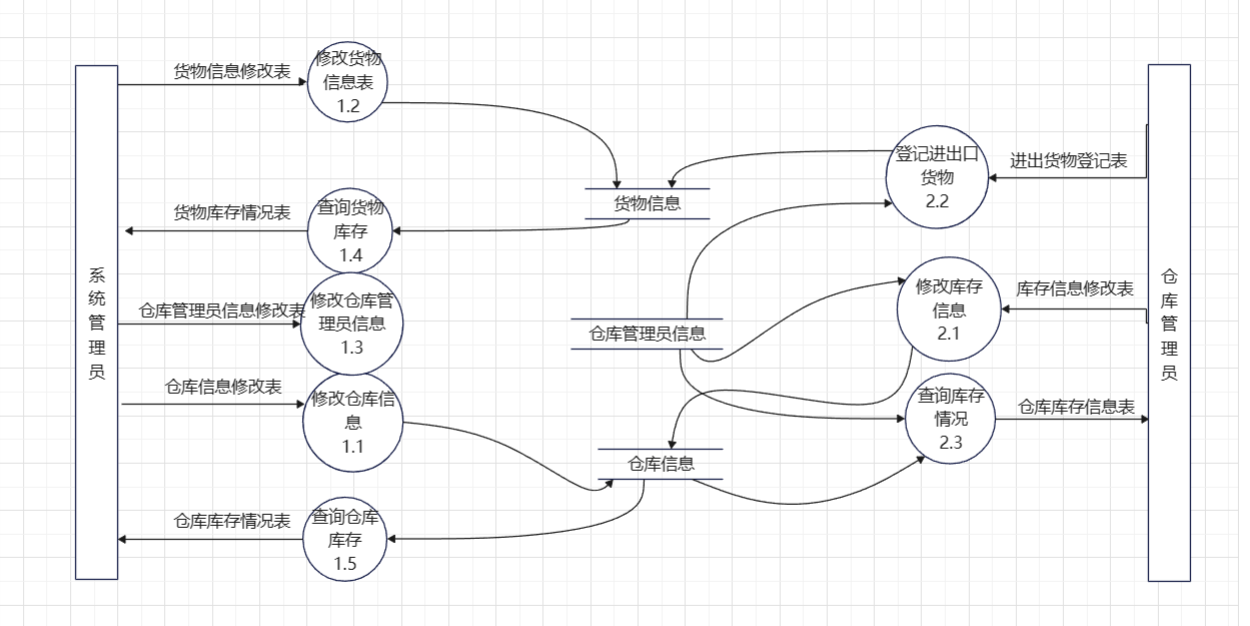 货物信息修改表
修改货物
信息表
1.2
登记进出口
货物
2.2
进出货物登记表
货物信息
货物库存情况表
查询货物
库存
1.4
系
统
管
理
员
仓
库
管
理
员
仓库管理员信息修改表
修改仓库管
理员信息
1.3
仓库管理员信息
修改库存
信息
2.1
库存信息修改表
仓库信息修改表
修改仓库信
息
1.1
查询库存
情况
2.3
仓库库存信息表
仓库信息
仓库库存情况表
查询仓库
库存
1.5